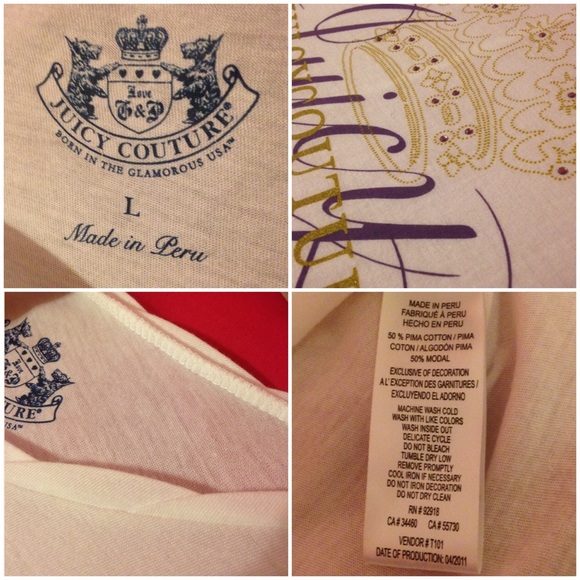 Love
G&P
JUICY COUTURE®
BORN IN THE GLAMOROUS USA™
L
Made in Peru
Juicy
COUTURE
COUTURE®
USA™
MADE IN PERU
FABRIQUÉ À PERU
HECHO EN PERU
50 % PIMA COTTON / PIMA
COTON / ALGODÓN PIMA
50% MODAL
EXCLUSIVE OF DECORATION
A L' EXCEPTION DES GARNITURES /
EXCLUYENDO EL ADORNO
MACHINE WASH COLD
WASH WITH LIKE COLORS
WASH INSIDE OUT
DELICATE CYCLE
DO NOT BLEACH
TUMBLE DRY LOW
REMOVE PROMPTLY
COOL IRON IF NECESSARY
DO NOT IRON DECORATION
DO NOT DRY CLEAN
RN # 92918
CA # 34460 CA # 55730
VENDOR # T101
DATE OF PRODUCTION: 04/2011